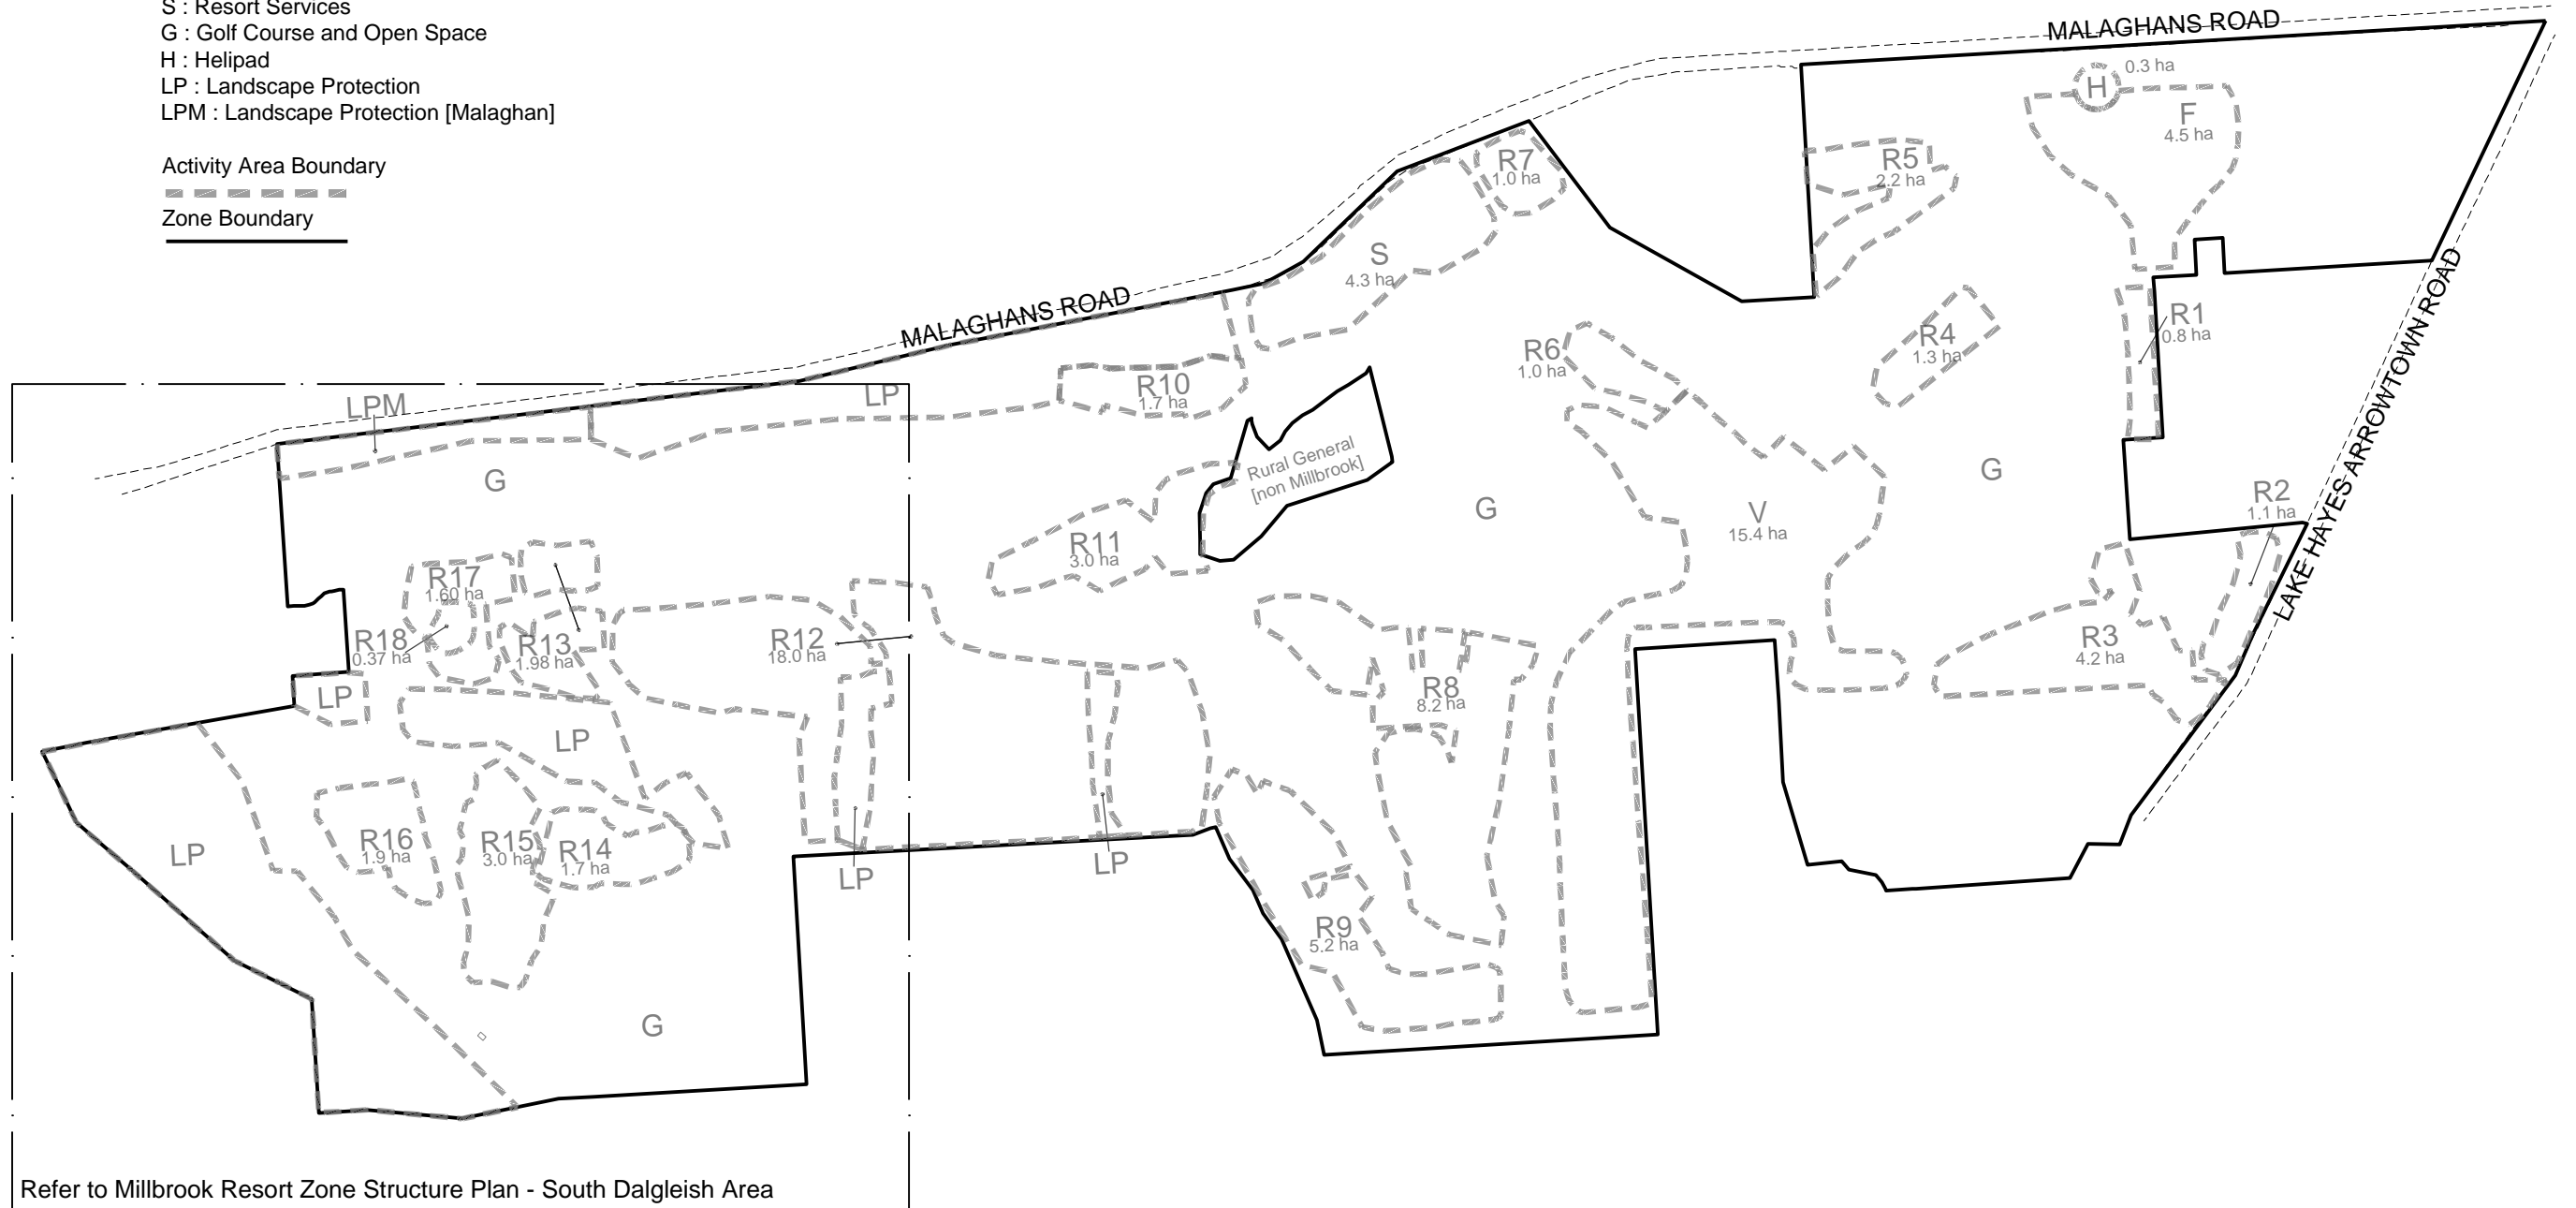 S : Resort Services
G : Golf Course and Open Space
H : Helipad
LP : Landscape Protection
LPM : Landscape Protection [Malaghan]
Activity Area Boundary
Zone Boundary
MALAGHANS ROAD
0.3 ha
H
F
4.5 ha
R7
1.0 ha
R5
2.2 ha
S
4.3 ha
MALAGHANS ROAD
R1
0.8 ha
R4
1.3 ha
R6
1.0 ha
LAKE HAYES ARROWTOWN ROAD
R10
1.7 ha
LP
LPM
Rural General
[non Millbrook]
G
G
G
V
15.4 ha
R2
1.1 ha
R11
3.0 ha
R17
1.60 ha
R18
0.37 ha
R13
1.98 ha
R12
18.0 ha
R3
4.2 ha
R8
8.2 ha
LP
LP
LP
R16
1.9 ha
R15
3.0 ha
R14
1.7 ha
LP
LP
R9
5.2 ha
G
Refer to Millbrook Resort Zone Structure Plan - South Dalgleish Area